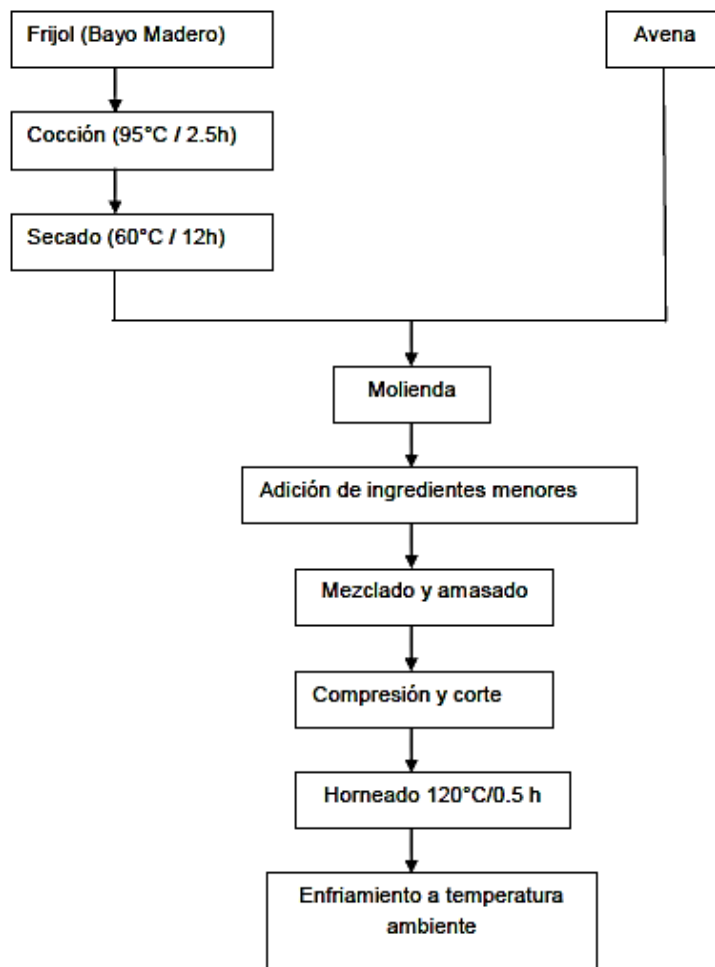 Frijol (Bayo Madero)
Avena
Cocción (95°C / 2.5h)
Secado (60°C / 12h)
Molienda
Adición de ingredientes menores
Mezclado y amasado
Compresión y corte
Horneado 120°C/0.5 h
Enfriamiento a temperatura
ambiente